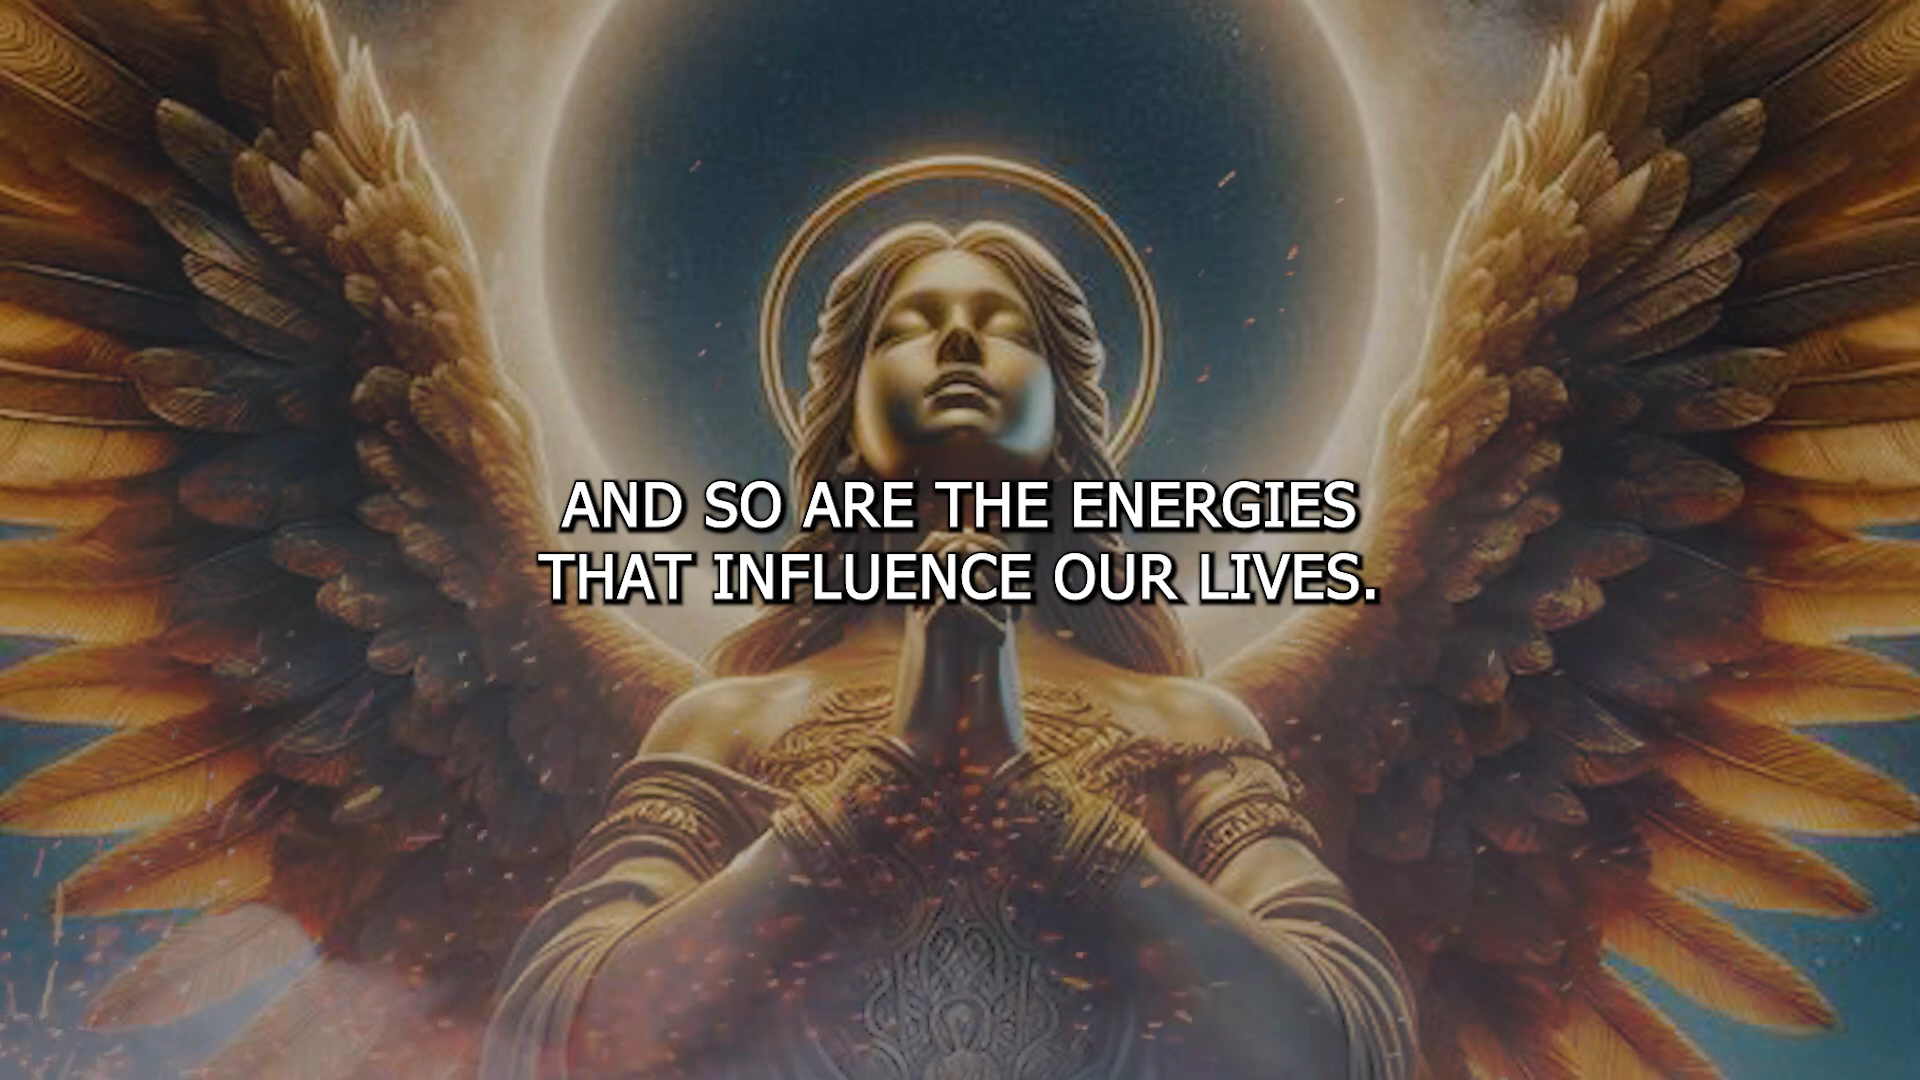 AND SO ARE THE ENERGIES
THAT INFLUENCE OUR LIVES.